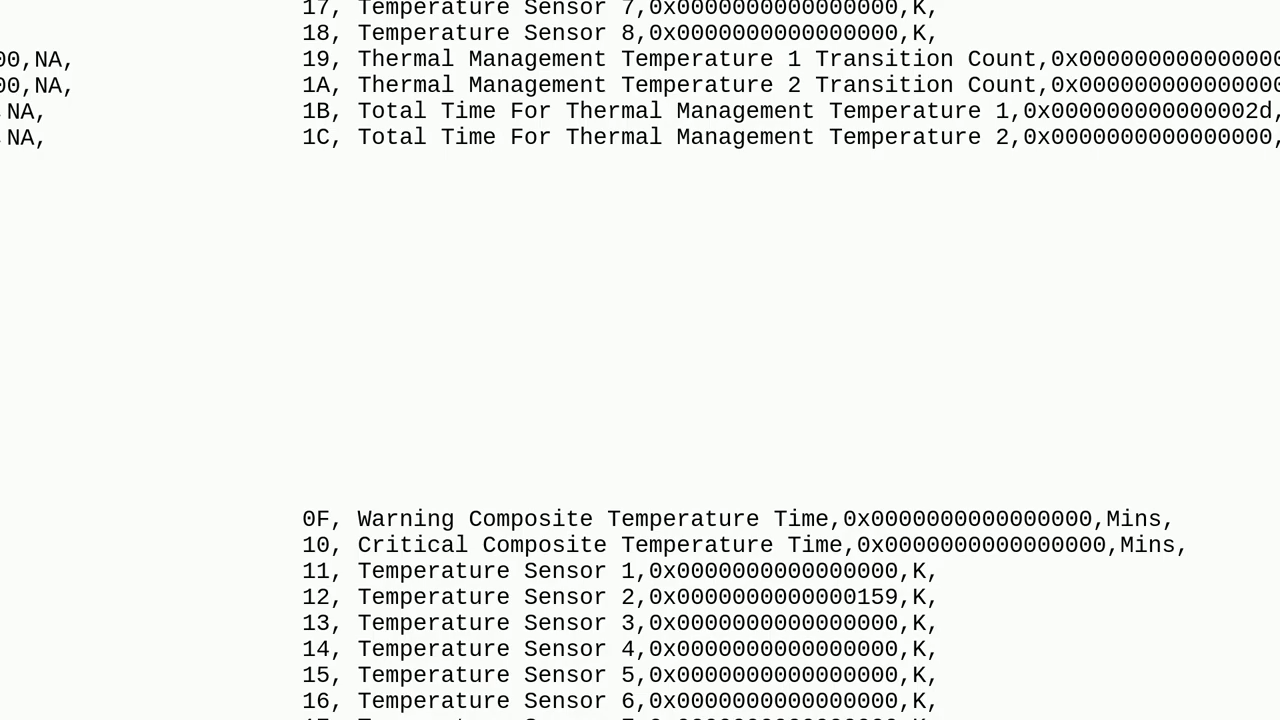 17, Temperature Sensor 7,0x0000000000000000,K,
18, Temperature Sensor 8,0x0000000000000000,K,
00,NA, 19, Thermal Management Temperature 1 Transition Count,0x000000000000000
00,NA, 1A, Thermal Management Temperature 2 Transition Count,0x000000000000000
,NA, 1B, Total Time For Thermal Management Temperature 1,0x000000000000002d,
,NA, 1C, Total Time For Thermal Management Temperature 2,0x0000000000000000,
0F, Warning Composite Temperature Time,0x0000000000000000,Mins,
10, Critical Composite Temperature Time,0x0000000000000000,Mins,
11, Temperature Sensor 1,0x0000000000000000,K,
12, Temperature Sensor 2,0x0000000000000159,K,
13, Temperature Sensor 3,0x0000000000000000,K,
14, Temperature Sensor 4,0x0000000000000000,K,
15, Temperature Sensor 5,0x0000000000000000,K,
16, Temperature Sensor 6,0x0000000000000000,K,